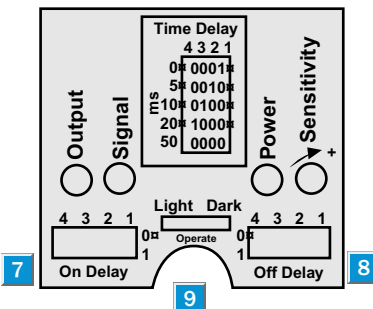 Time Delay
4 3 2 1
ms
0¤ 0001¤
5¤ 0010¤
10¤ 0100¤
20¤ 1000¤
50 0000
Output
Signal
Power
Sensitivity
+
Light Dark
Operate
4 3 2 1
0¤
1
On Delay
4 3 2 1
0¤
1
Off Delay
7
8
9